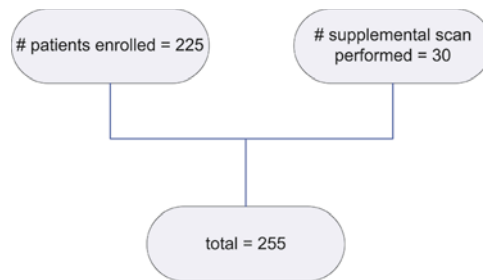 # patients enrolled = 225
# supplemental scan
performed = 30
total = 255